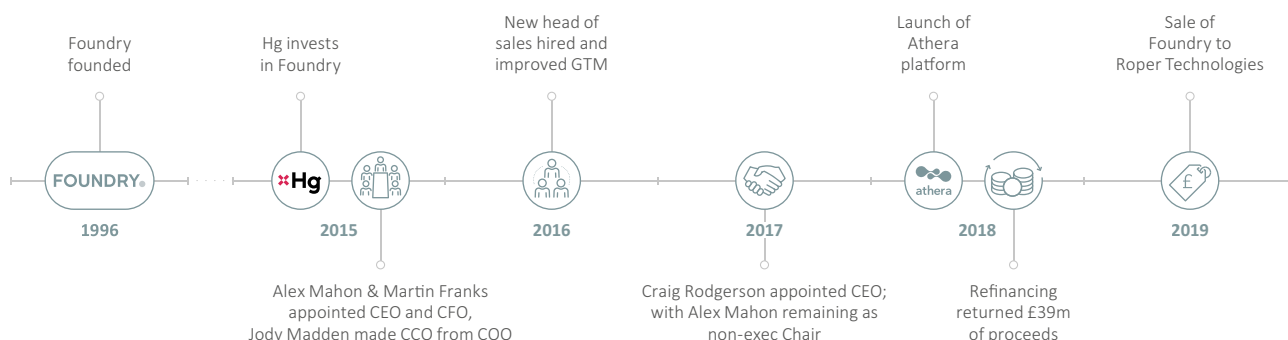 Foundry
founded
Hg invests
in Foundry
New head of
sales hired and
improved GTM
Launch of
Athera
platform
Sale of
Foundry to
Roper Technologies
FOUNDRY.
Hg
athera
£
1996
2015
2016
2017
2018
2019
Alex Mahon & Martin Franks
appointed CEO and CFO,
Jody Madden made CCO from COO
Craig Rodgerson appointed CEO;
with Alex Mahon remaining as
non-exec Chair
Refinancing
returned £39m
of proceeds